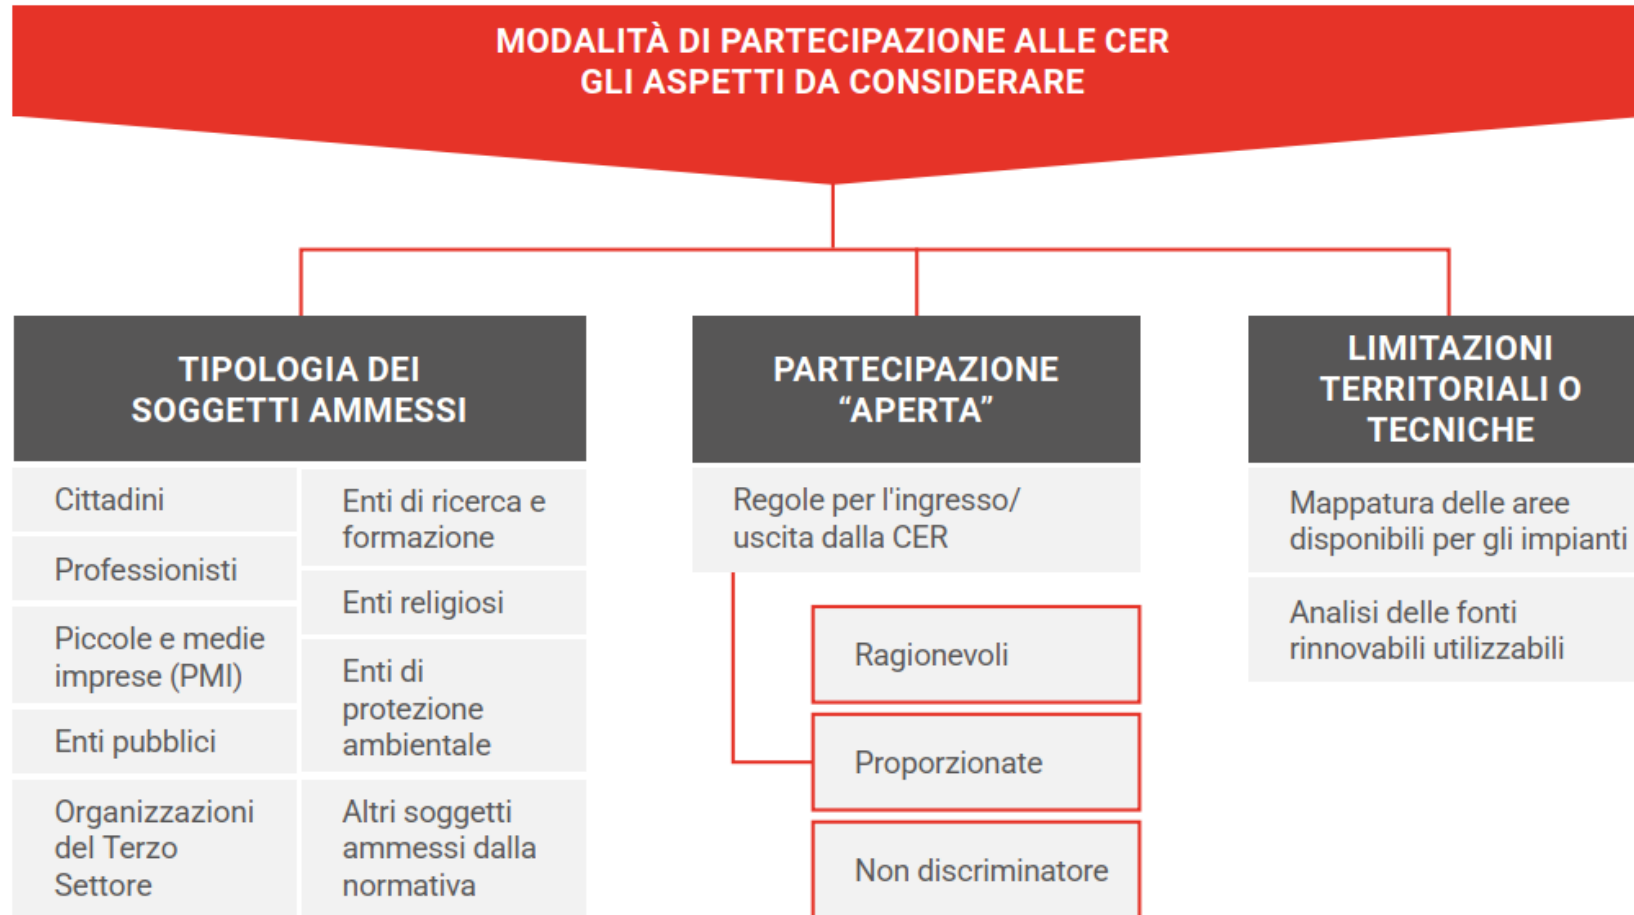 MODALITÀ DI PARTECIPAZIONE ALLE CER
GLI ASPETTI DA CONSIDERARE
TIPOLOGIA DEI
SOGGETTI AMMESSI
Cittadini
Professionisti
Piccole e medie
imprese (PMI)
Enti pubblici
Organizzazioni
del Terzo
Settore
Enti di ricerca e
formazione
Enti religiosi
Enti di
protezione
ambientale
Altri soggetti
ammessi dalla
normativa
PARTECIPAZIONE
“APERTA”
Regole per l'ingresso/
uscita dalla CER
Ragionevoli
Proporzionate
Non discriminatore
LIMITAZIONI
TERRITORIALI O
TECNICHE
Mappatura delle aree
disponibili per gli impianti
Analisi delle fonti
rinnovabili utilizzabili